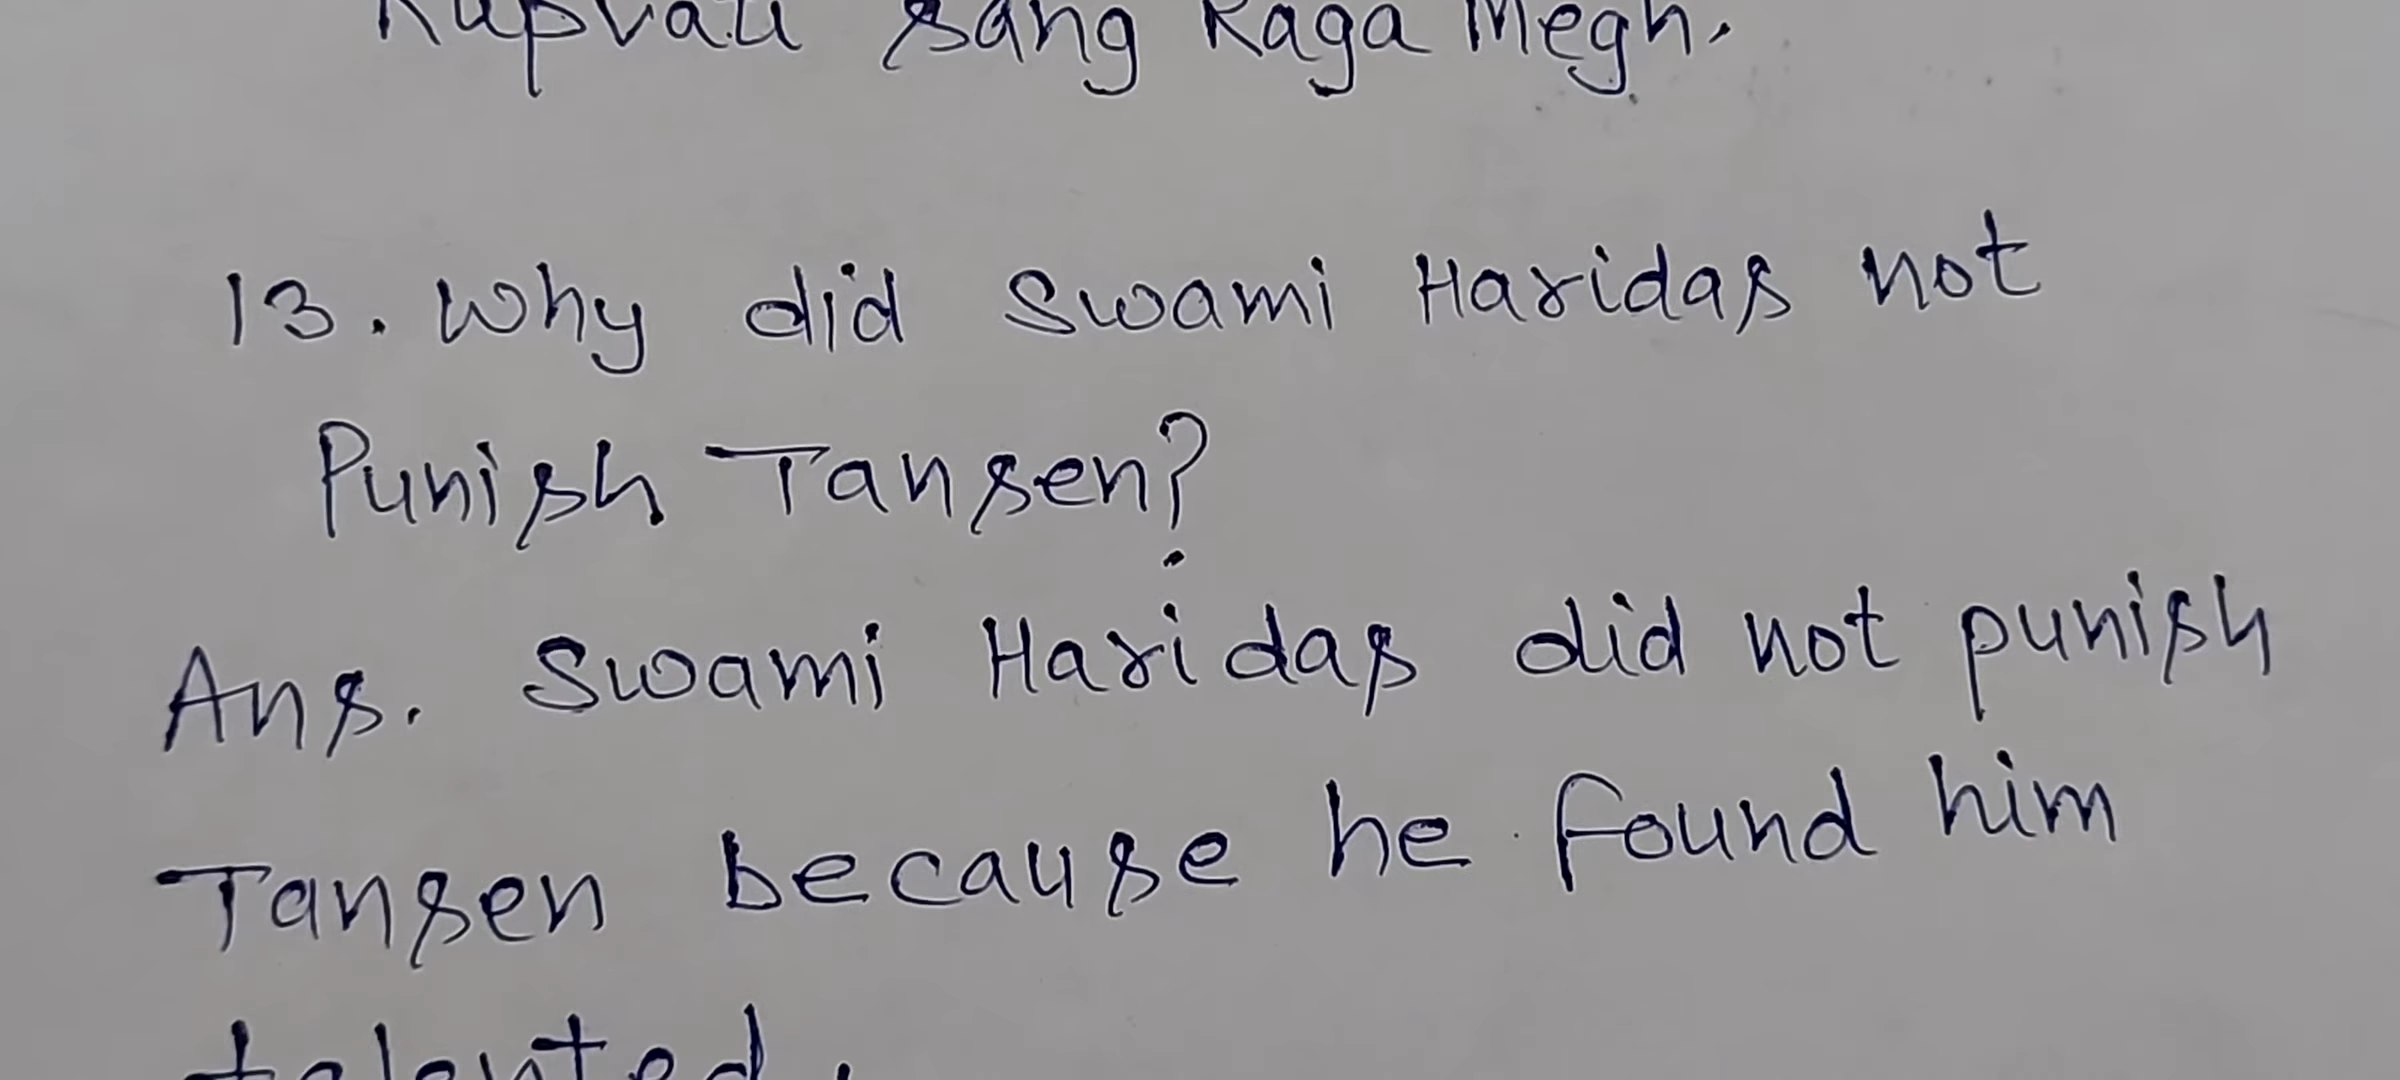 Rupvati sang Raga Megh.
13. Why did Swami Haridas not
Punish Tansen?
Ans. Swami Haridas did not punish
Tansen because he found him
talented.